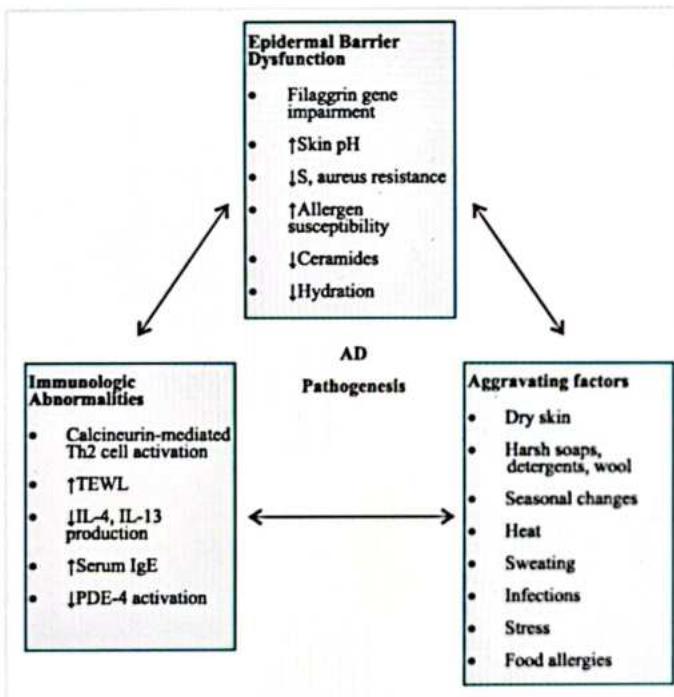 Epidermal Barrier
Dysfunction
• Filaggrin gene
impairment
• ↑Skin pH
• ↓S, aureus resistance
• ↑Allergen
susceptibility
• ↓Ceramides
• ↓Hydration
AD
Pathogenesis
Immunologic
Abnormalities
• Calcineurin-mediated
Th2 cell activation
• ↑TEWL
• ↓IL-4, IL-13
production
• ↑Serum IgE
• ↓PDE-4 activation
Aggravating factors
• Dry skin
• Harsh soaps,
detergents, wool
• Seasonal changes
• Heat
• Sweating
• Infections
• Stress
• Food allergies